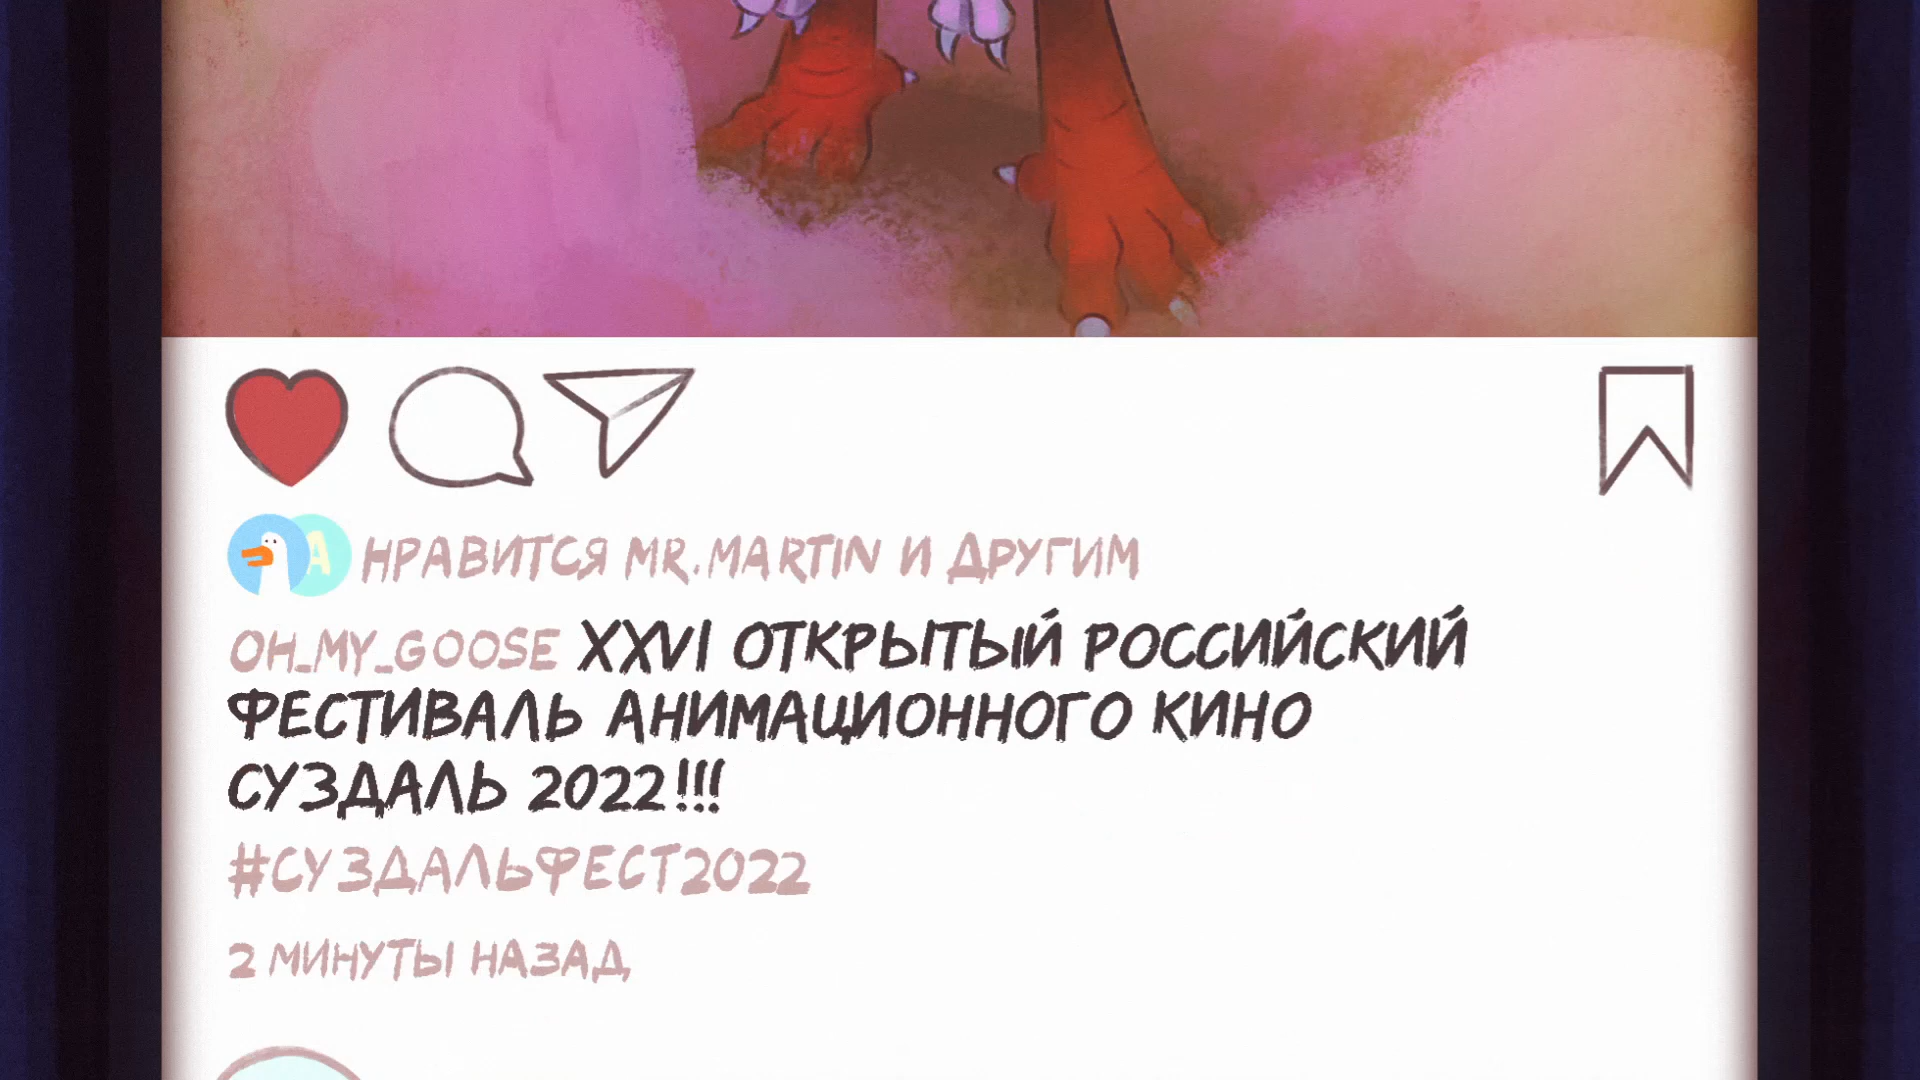 А
НРАВИТСЯ MR.MARTIN И ДРУГИМ
OH_MY_GOOSE XXVI ОТКРЫТЫЙ РОССИЙСКИЙ
ФЕСТИВАЛЬ АНИМАЦИОННОГО КИНО
СУЗДАЛЬ 2022!!!
#СУЗДАЛЬФЕСТ2022
2 МИНУТЫ НАЗАД